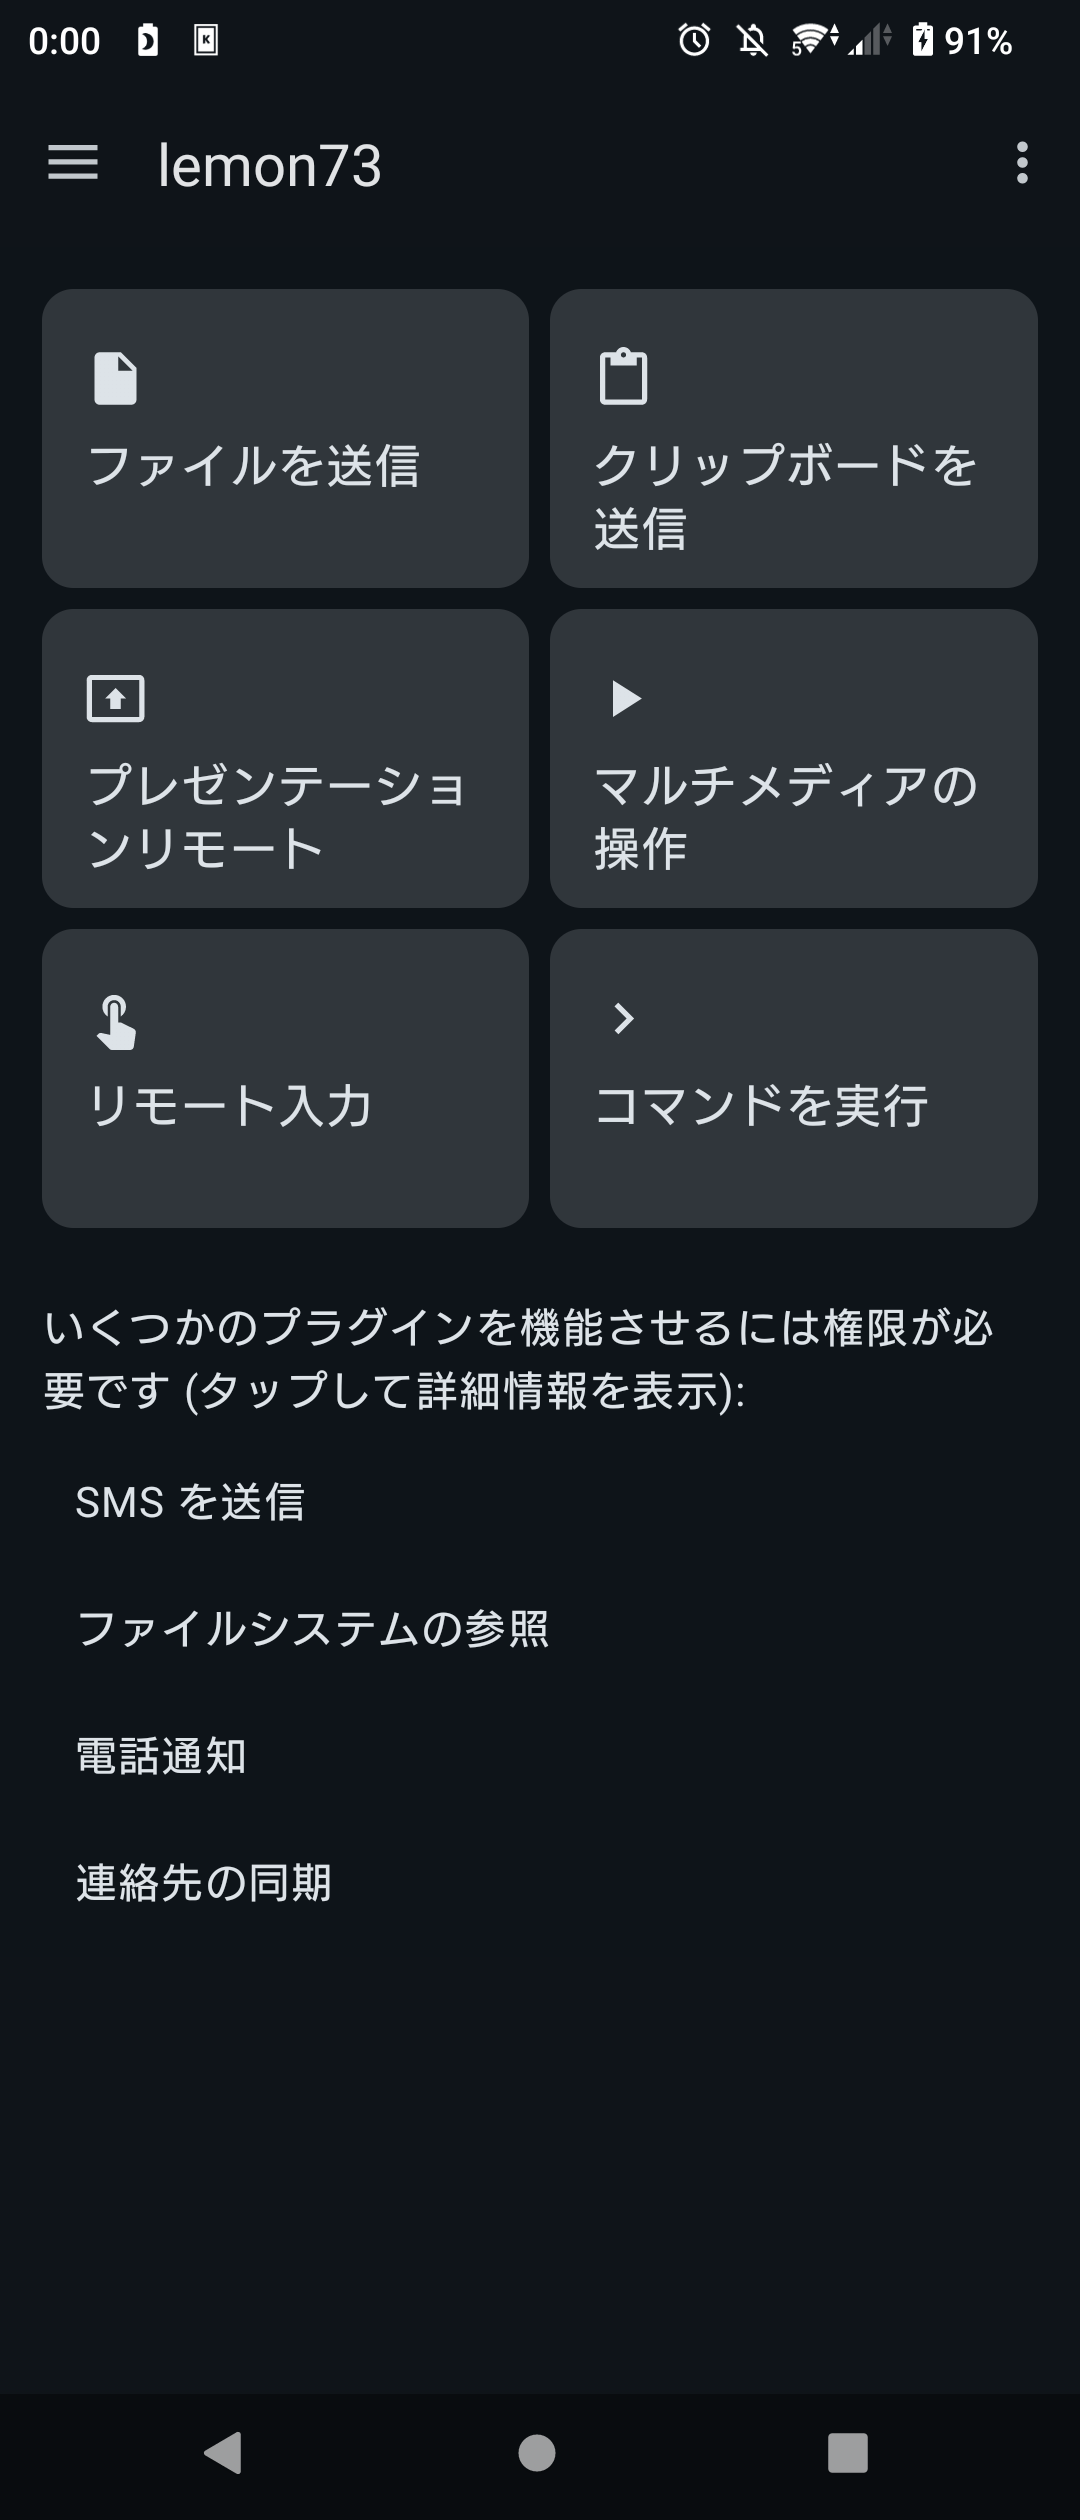 0:00
91%
lemon73
ファイルを送信
クリップボードを
送信
プレゼンテーショ
ンリモート
マルチメディアの
操作
リモート入力
コマンドを実行
いくつかのプラグインを機能させるには権限が必
要です (タップして詳細情報を表示):
SMS を送信
ファイルシステムの参照
電話通知
連絡先の同期